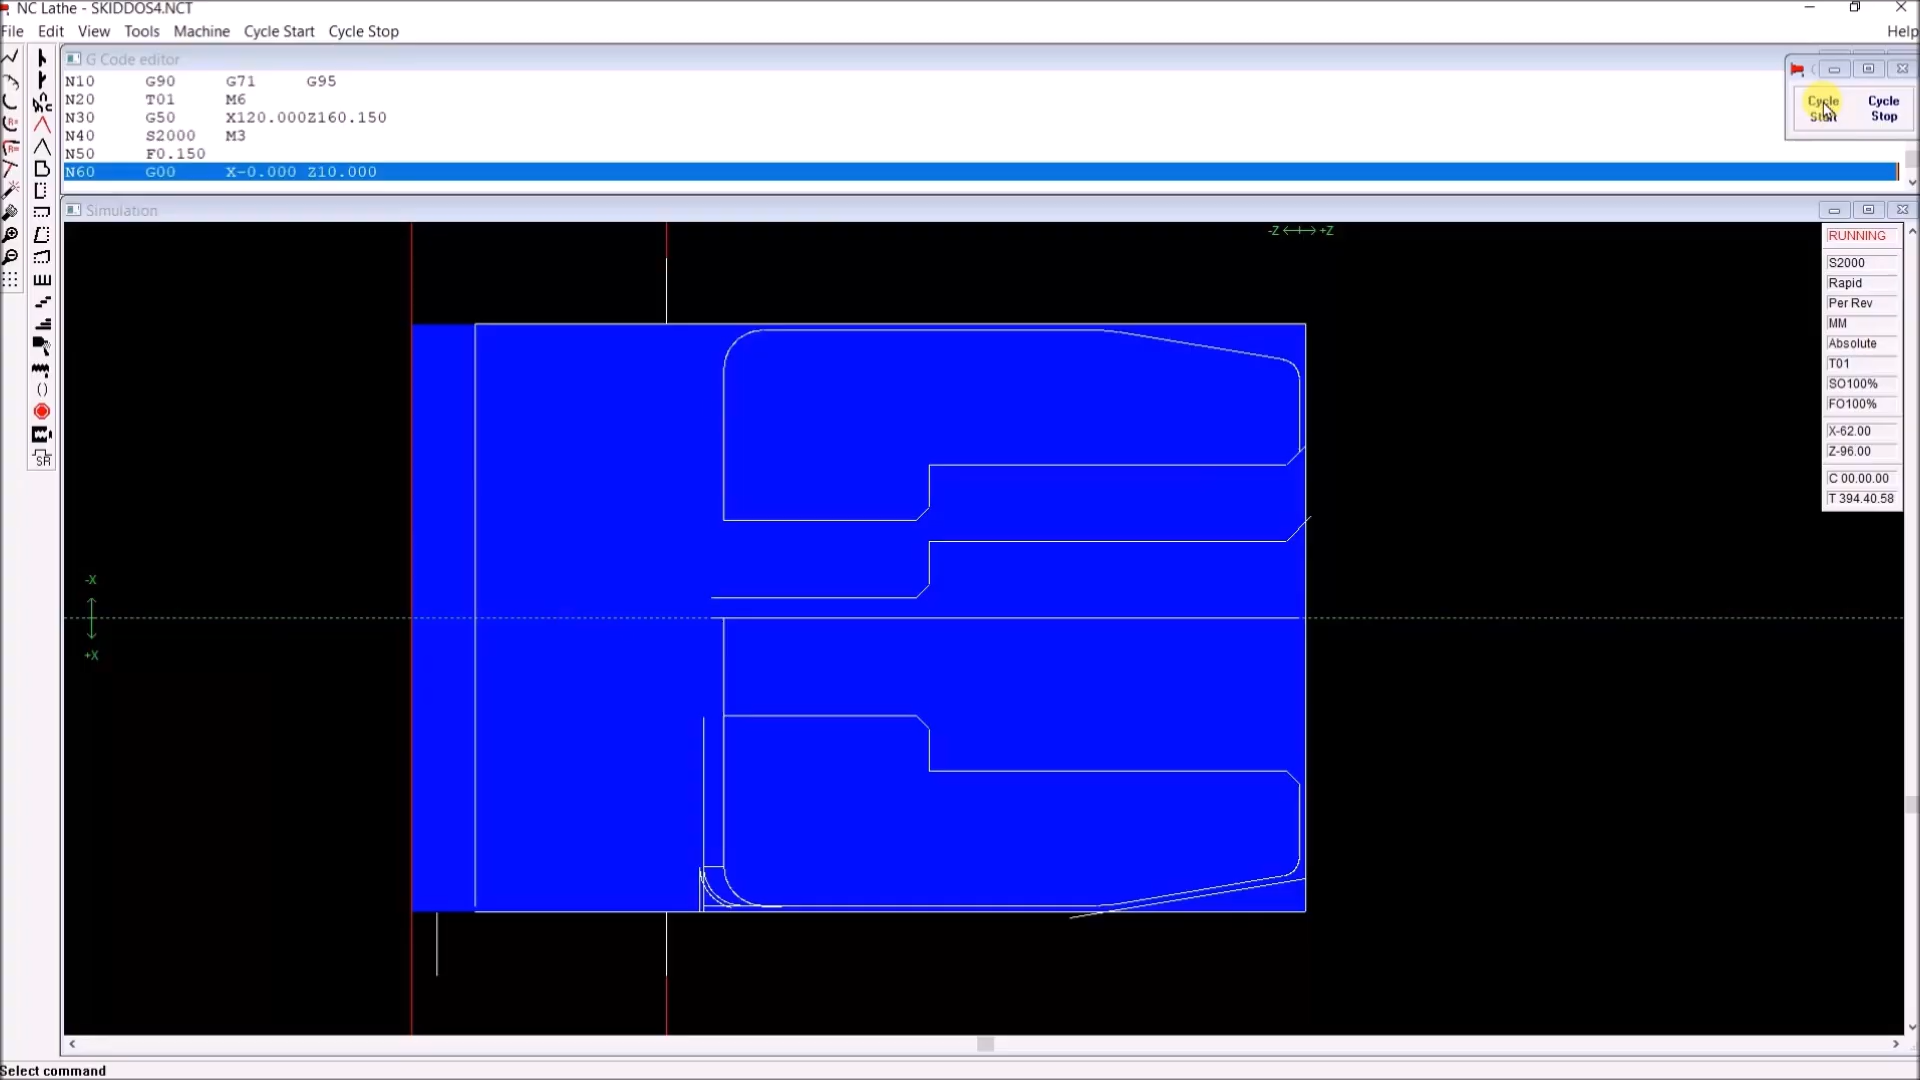 NC Lathe - SKIDDOS4.NCT
File Edit View Tools Machine Cycle Start Cycle Stop Help
G Code editor
N10 G90 G71 G95
N20 T01 M6
N30 G50 X120.000Z160.150
N40 S2000 M3
N50 F0.150
N60 G00 X-0.000 Z10.000
Cycle Start
Cycle Stop
Simulation
-Z +Z
RUNNING
S2000
Rapid
Per Rev
MM
Absolute
T01
SO100%
FO100%
X-62.00
Z-96.00
C 00.00.00
T 394.40.58
-X
+X
R=
R=
( )
SR
Select command